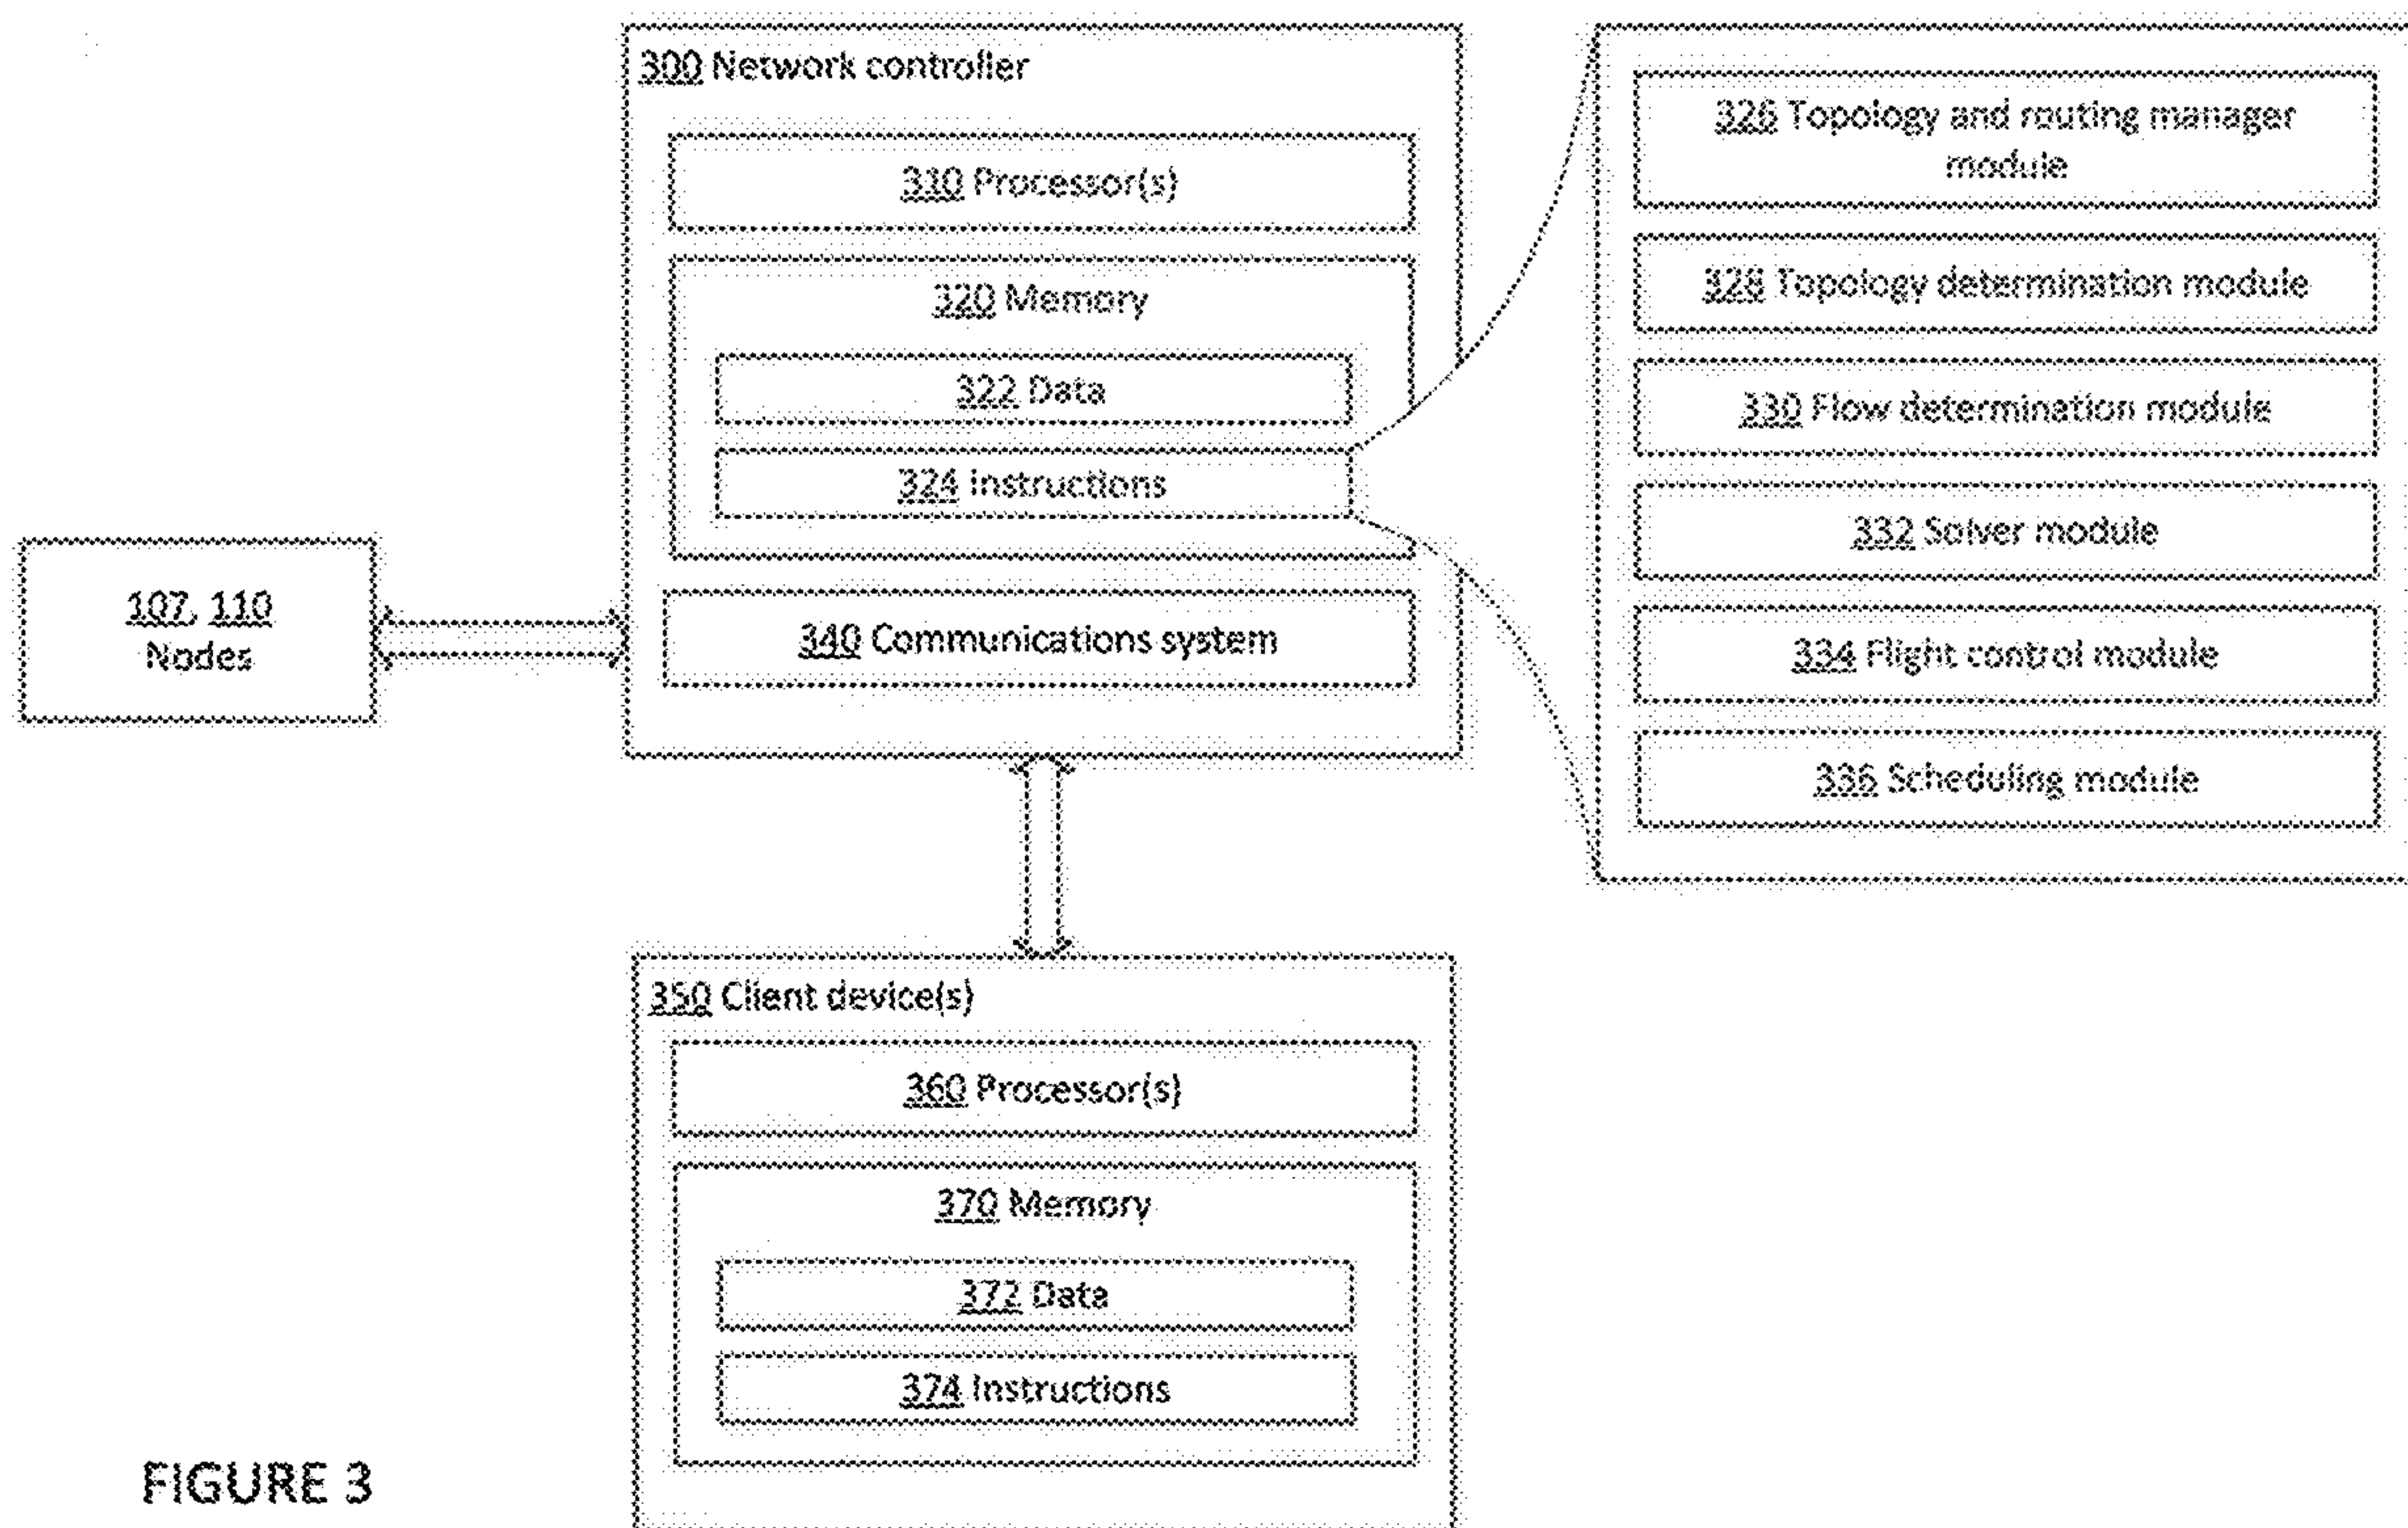 300 Network controller
310 Processor(s)
320 Memory
322 Data
324 Instructions
340 Communications system
326 Topology and routing manager
module
328 Topology determination module
330 Flow determination module
332 Solver module
334 Flight control module
336 Scheduling module
107, 110
Nodes
350 Client device(s)
360 Processor(s)
370 Memory
372 Data
374 Instructions
FIGURE 3